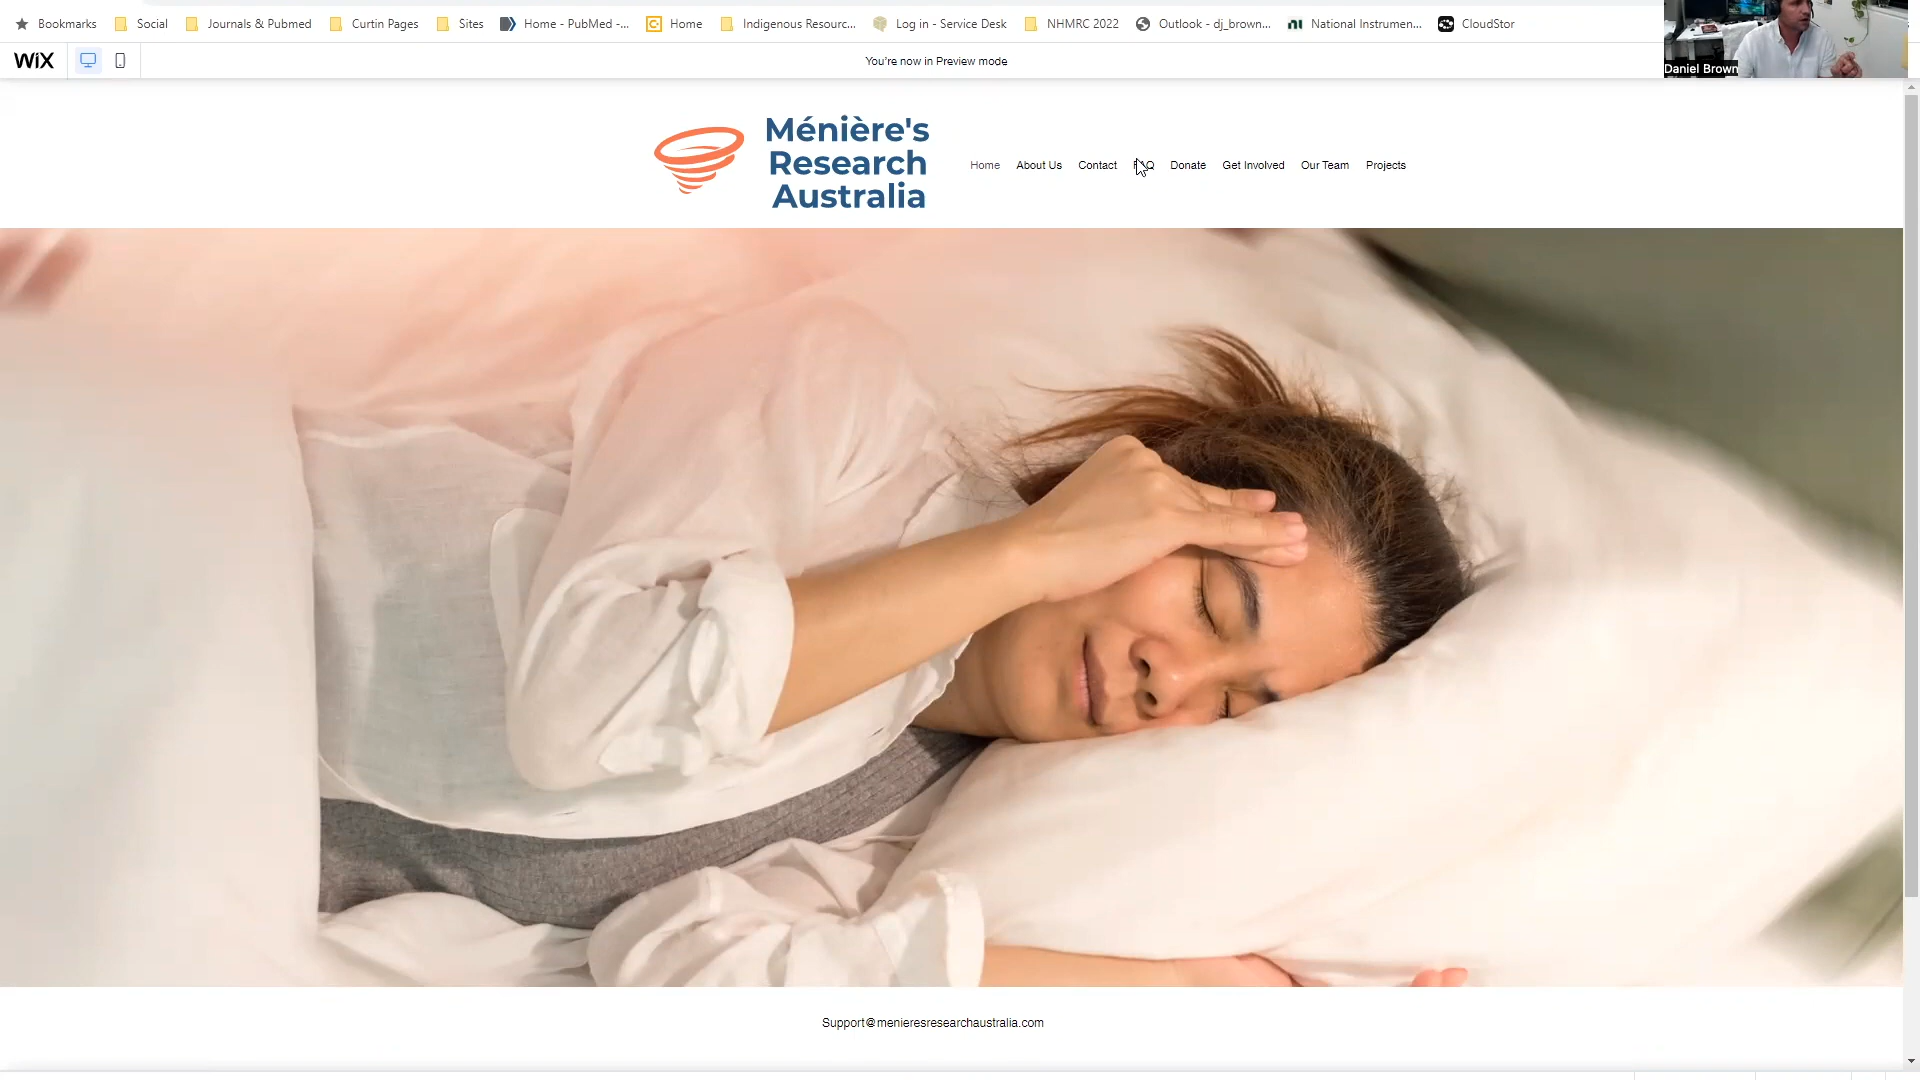 Bookmarks Social Journals & Pubmed Curtin Pages Sites Home - PubMed -... Home Indigenous Resourc... Log in - Service Desk NHMRC 2022 Outlook - dj_brown... National Instrumen... CloudStor
WiX
You're now in Preview mode
Daniel Brown
Ménière's
Research
Australia
Home About Us Contact FAQ Donate Get Involved Our Team Projects
Support@menieresresearchaustralia.com